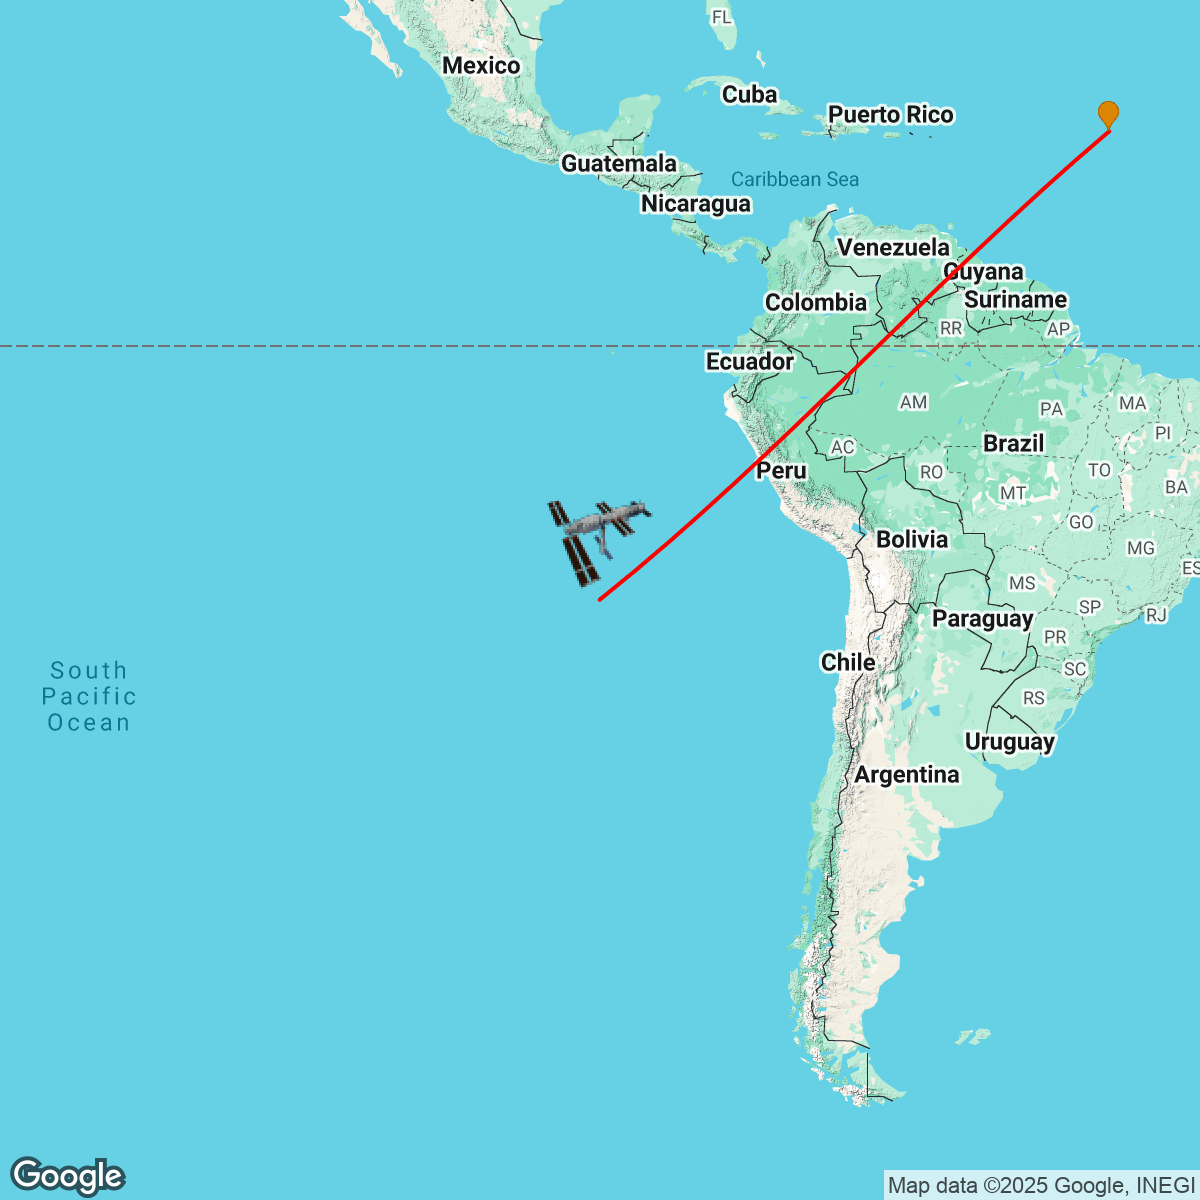 FL
Mexico
Cuba
Puerto Rico
Guatemala
Caribbean Sea
Nicaragua
Venezuela
Guyana
Colombia
Suriname
RR
AP
Ecuador
AM
PA
MA
PI
AC
Brazil
Peru
RO
TO
MT
BA
GO
Bolivia
MG
ES
MS
SP
Paraguay
RJ
PR
Chile
SC
South
Pacific
Ocean
RS
Uruguay
Argentina
Google
Map data ©2025 Google, INEGI